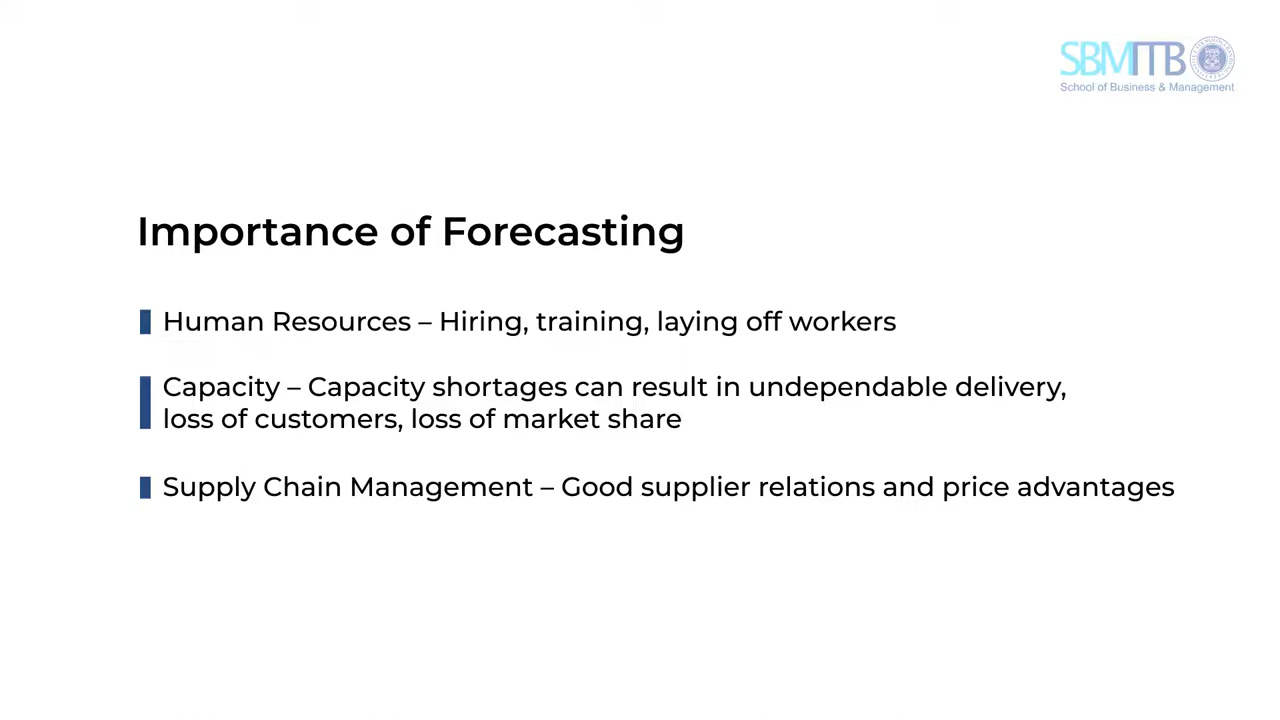 SBMITB
School of Business & Management
Importance of Forecasting
Human Resources – Hiring, training, laying off workers
Capacity – Capacity shortages can result in undependable delivery,
loss of customers, loss of market share
Supply Chain Management – Good supplier relations and price advantages